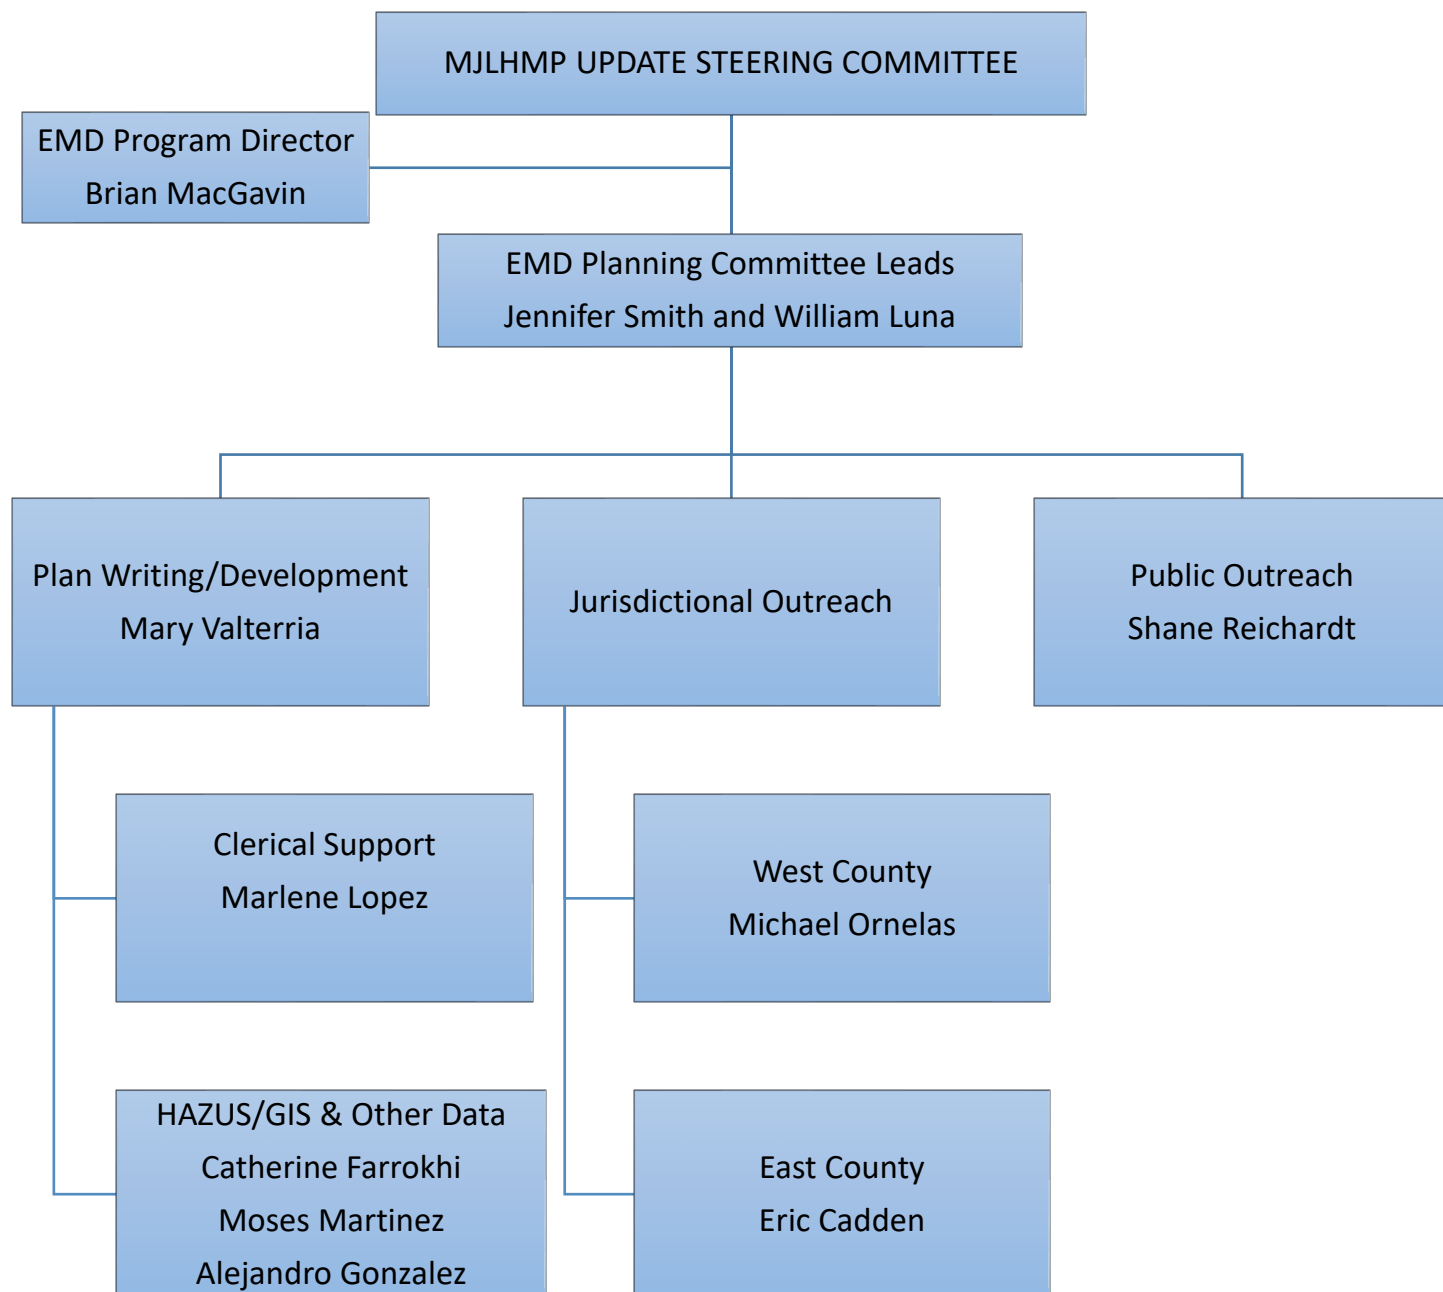 MJLHMP UPDATE STEERING COMMITTEE
EMD Program Director
Brian MacGavin
EMD Planning Committee Leads
Jennifer Smith and William Luna
Plan Writing/Development
Mary Valterria
Jurisdictional Outreach
Public Outreach
Shane Reichardt
Clerical Support
Marlene Lopez
West County
Michael Ornelas
HAZUS/GIS & Other Data
Catherine Farrokhi
Moses Martinez
Alejandro Gonzalez
East County
Eric Cadden